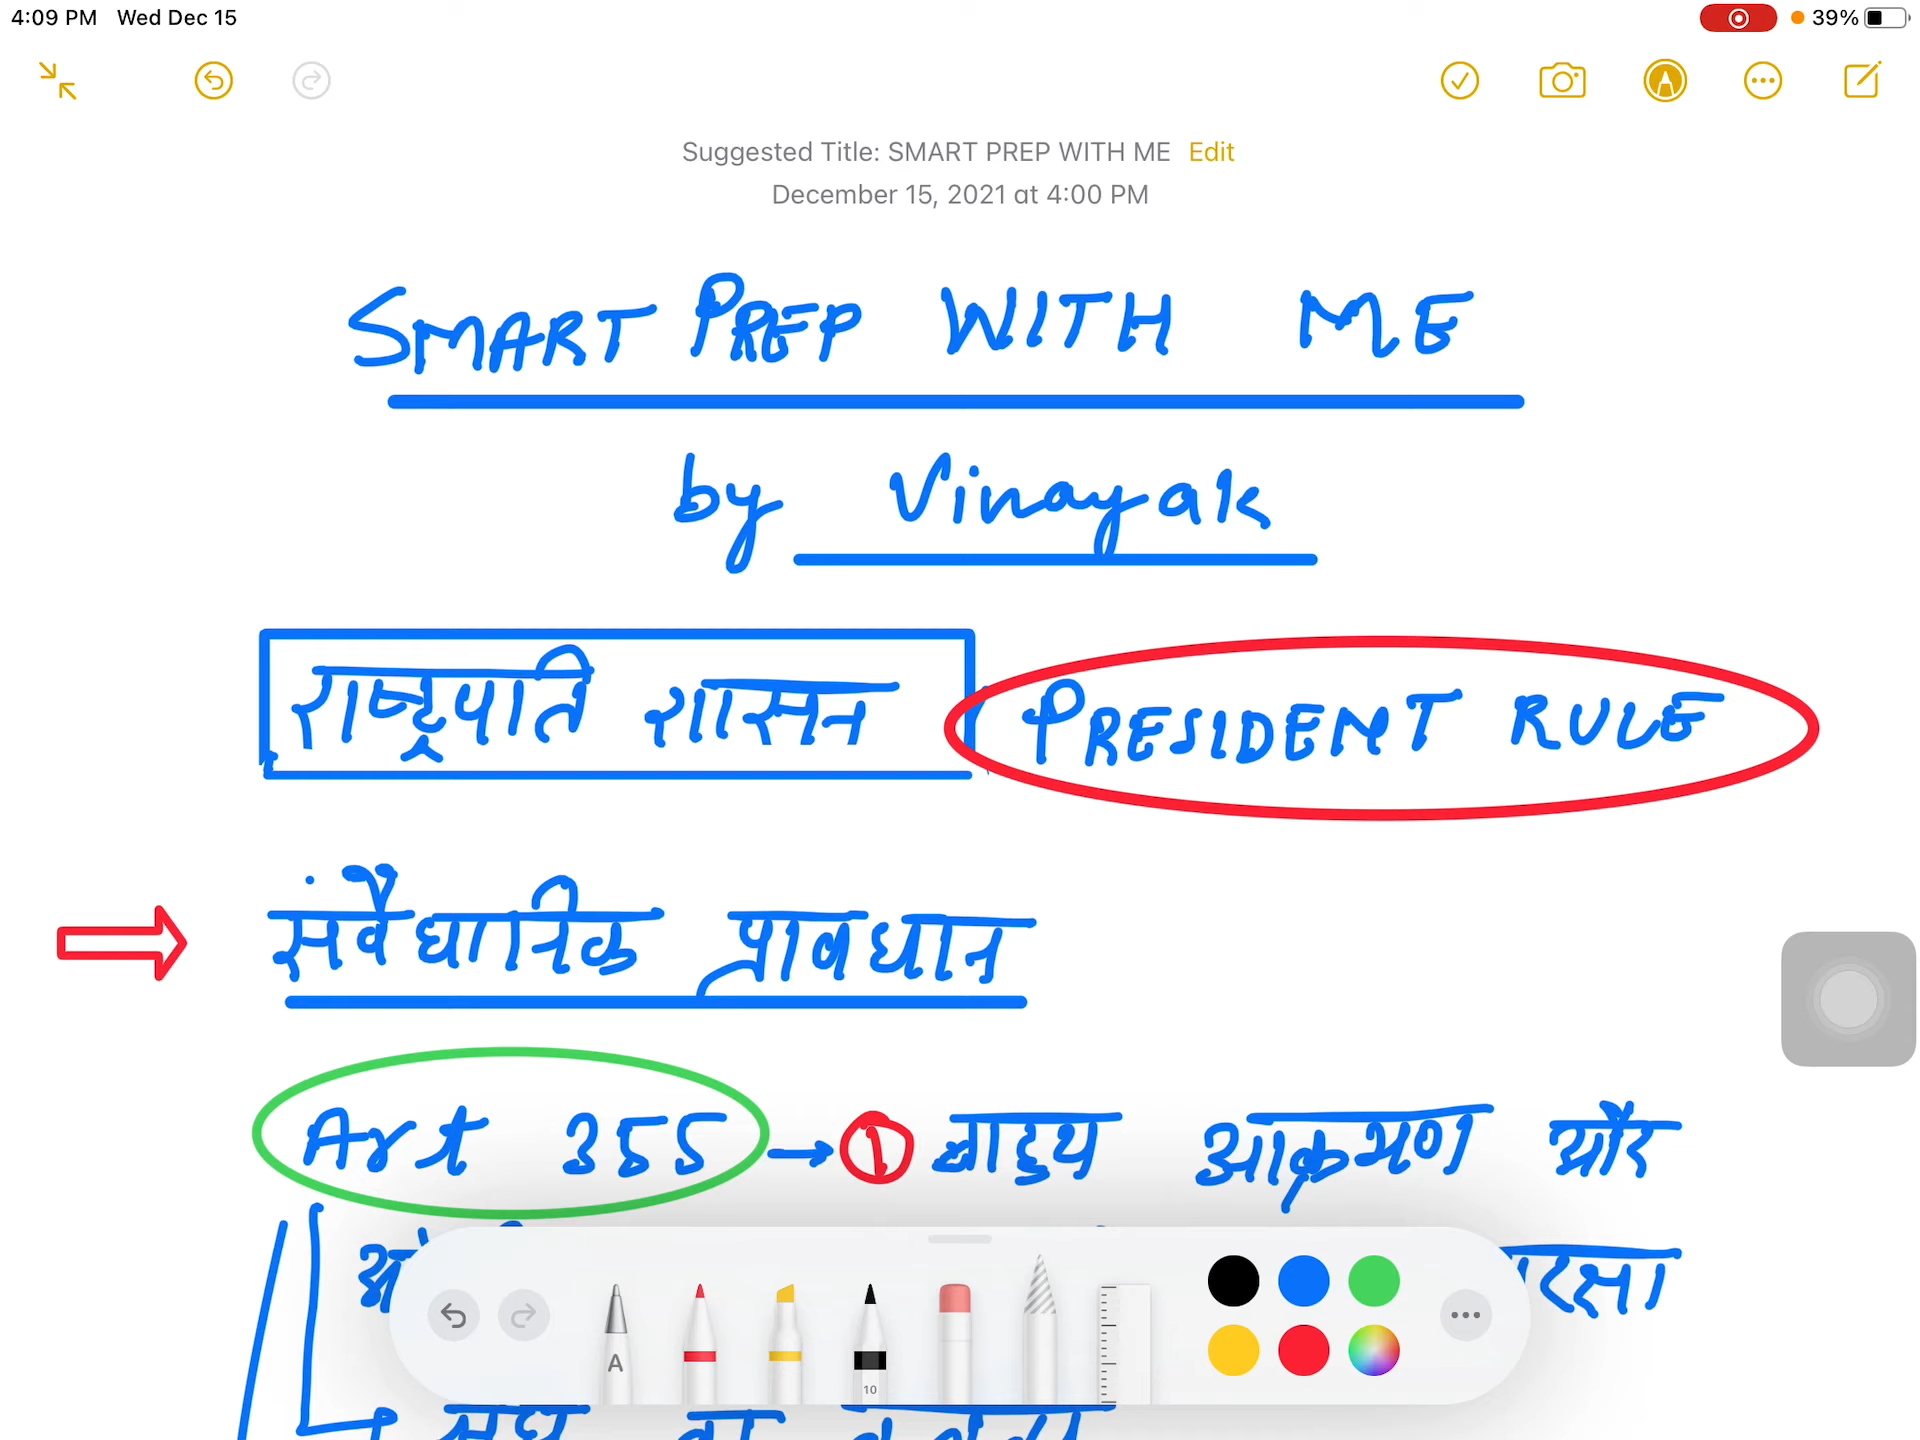 4:09 PM Wed Dec 15 39%
Suggested Title: SMART PREP WITH ME Edit
December 15, 2021 at 4:00 PM
SMART PREP WITH ME
by Vinayak
राष्ट्रपति शासन PRESIDENT RULE
संवैधानिक प्रावधान
Art 355 → 1 बाह्य आक्रमण और
A 10
संघ का